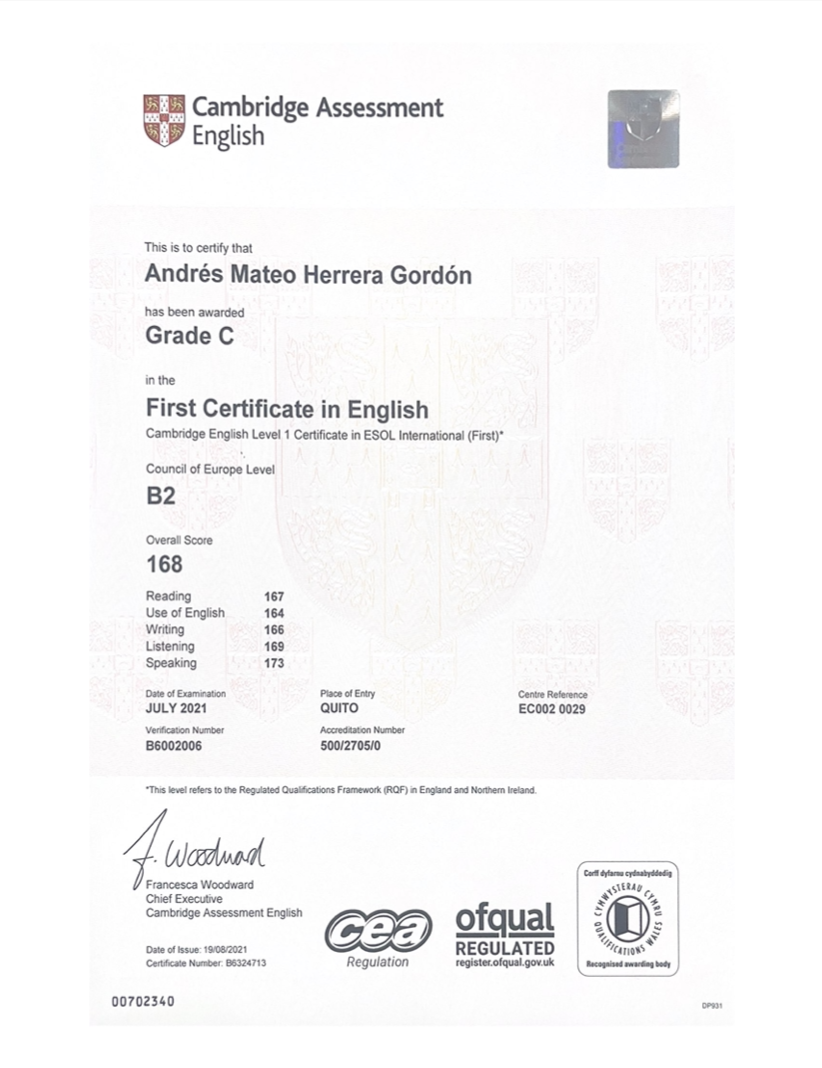 Cambridge Assessment
English
This is to certify that
Andrés Mateo Herrera Gordón
has been awarded
Grade C
in the
First Certificate in English
Cambridge English Level 1 Certificate in ESOL International (First)*
Council of Europe Level
B2
Overall Score
168
Reading 167
Use of English 164
Writing 166
Listening 169
Speaking 173
Date of Examination Place of Entry Centre Reference
JULY 2021 QUITO EC002 0029
Verification Number Accreditation Number
B6002006 500/2705/0
*This level refers to the Regulated Qualifications Framework (RQF) in England and Northern Ireland.
F. Woodward
Francesca Woodward
Chief Executive
Cambridge Assessment English
Date of Issue: 19/08/2021
Certificate Number: B6324713
cea
Regulation
ofqual
REGULATED
register.ofqual.gov.uk
Corff dyfarnu cydnabyddedig
CYMWYSTERAU CYMRU
QUALIFICATIONS WALES
Recognised awarding body
00702340
DP931